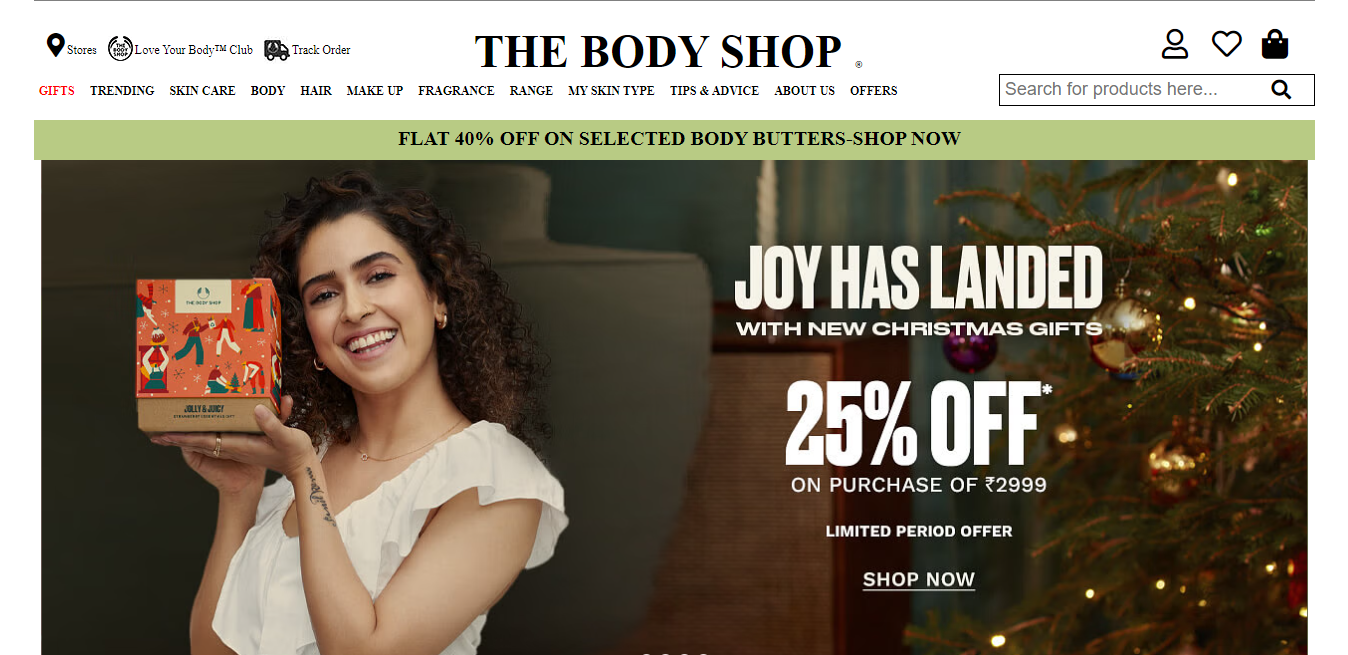 Stores
THE BODY SHOP
Love Your Body™ Club
Track Order
THE BODY SHOP ®
GIFTS TRENDING SKIN CARE BODY HAIR MAKE UP FRAGRANCE RANGE MY SKIN TYPE TIPS & ADVICE ABOUT US OFFERS
Search for products here...
FLAT 40% OFF ON SELECTED BODY BUTTERS-SHOP NOW
JOY HAS LANDED
WITH NEW CHRISTMAS GIFTS
25% OFF*
ON PURCHASE OF ₹2999
LIMITED PERIOD OFFER
SHOP NOW
THE BODY SHOP
JOLLY & JUICY